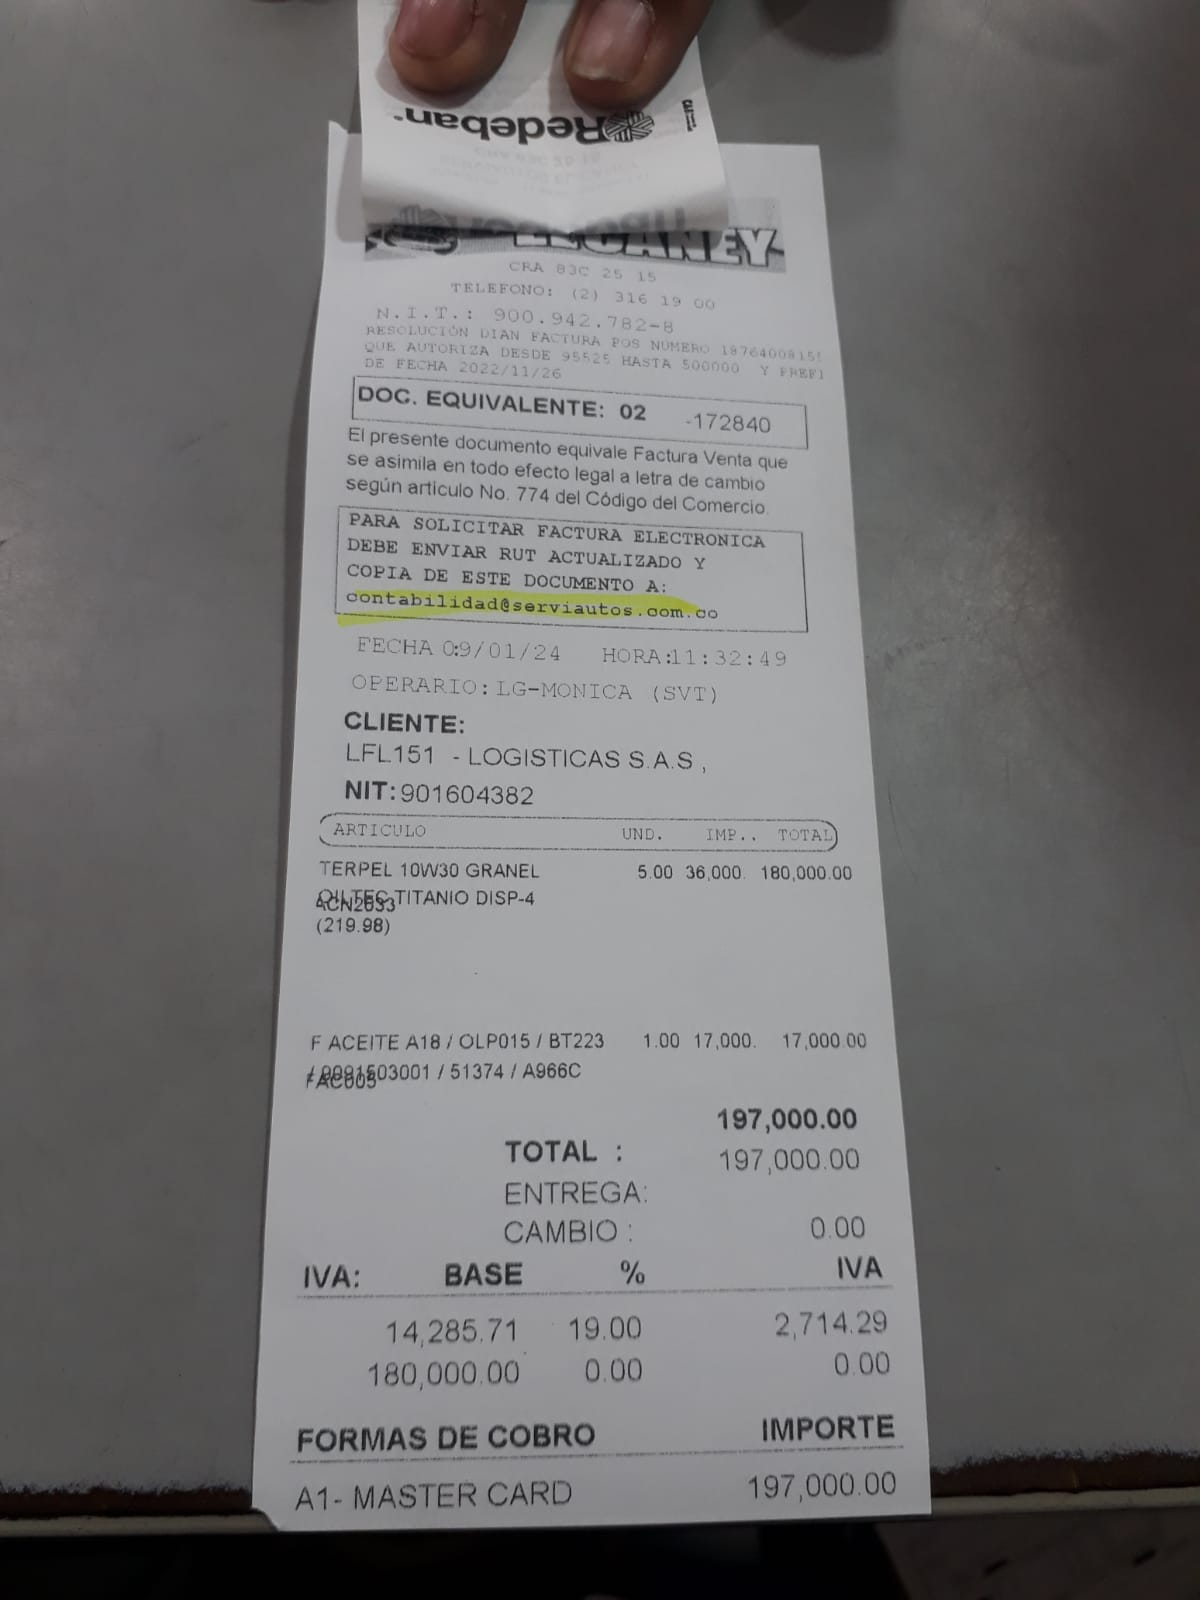 Redeban
EL CANEY
CRA 83C 25 15
TELEFONO: (2) 316 19 00
N.I.T.: 900.942.782-8
RESOLUCIÓN DIAN FACTURA POS NUMERO
QUE AUTORIZA DESDE 95525 HASTA 500000 Y PREFI
DE FECHA 2022/11/26
DOC. EQUIVALENTE: 02 -172840
El presente documento equivale Factura Venta que
se asimila en todo efecto legal a letra de cambio
según articulo No. 774 del Código del Comercio.
PARA SOLICITAR FACTURA ELECTRONICA
DEBE ENVIAR RUT ACTUALIZADO Y
COPIA DE ESTE DOCUMENTO A:
contabilidad@serviautos.com.co
FECHA 0:9/01/24 HORA:11:32:49
OPERARIO: LG-MONICA (SVT)
CLIENTE:
LFL151 - LOGISTICAS S.A.S ,
NIT: 901604382
ARTICULO UND. IMP.. TOTAL
TERPEL 10W30 GRANEL 5.00 36,000. 180,000.00
TITANIO DISP-4
(219.98)
F ACEITE A18 / OLP015 / BT223 1.00 17,000. 17,000.00
/ 51374 / A966C
197,000.00
TOTAL : 197,000.00
ENTREGA:
CAMBIO : 0.00
IVA: BASE % IVA
14,285.71 19.00 2,714.29
180,000.00 0.00 0.00
FORMAS DE COBRO IMPORTE
A1- MASTER CARD 197,000.00